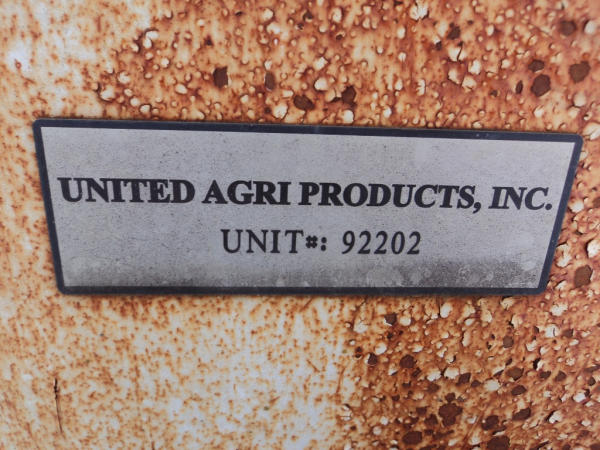 UNITED AGRI PRODUCTS, INC.
UNIT#: 92202